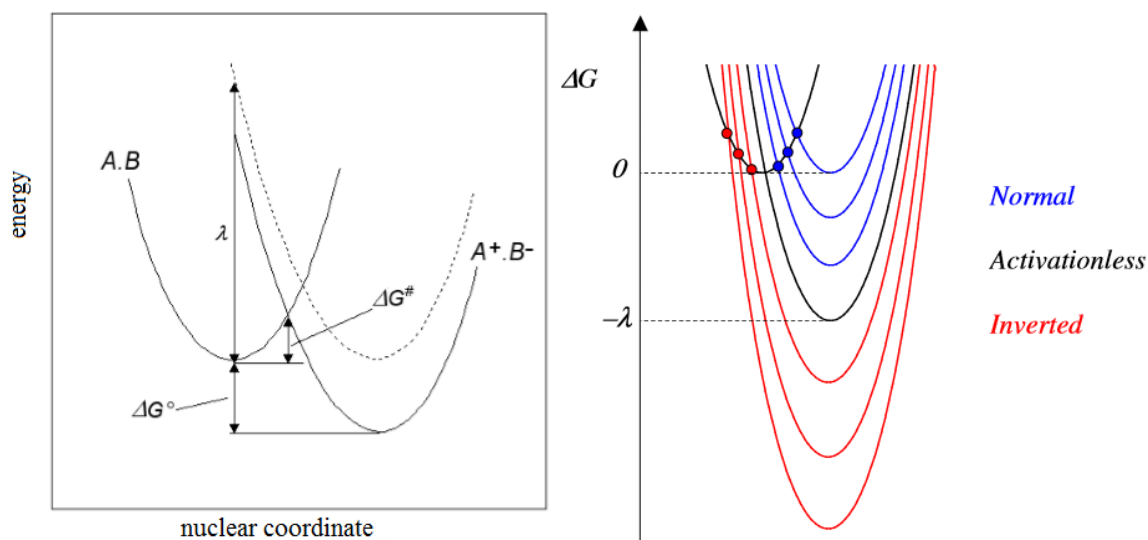 energy
A.B
λ
A+.B-
ΔG#
ΔG°
nuclear coordinate
ΔG
0
-λ
Normal
Activationless
Inverted